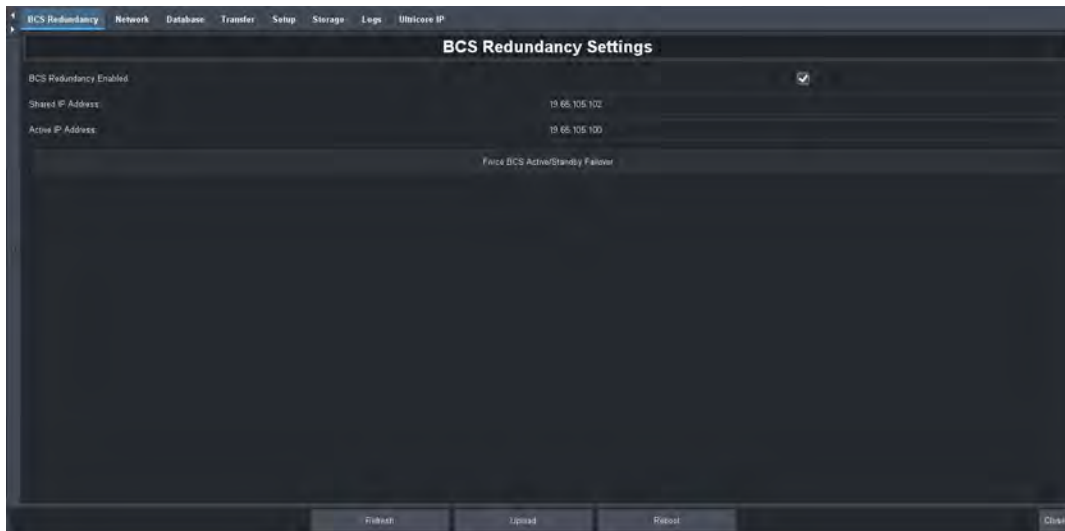 BCS Redundancy Network Database Transfer Setup Storage Logs Ultricore IP
BCS Redundancy Settings
BCS Redundancy Enabled
Shared IP Address: 19.65.105.102
Active IP Address: 19.65.105.100
Force BCS Active/Standby Failover
Refresh Upload Reboot Close